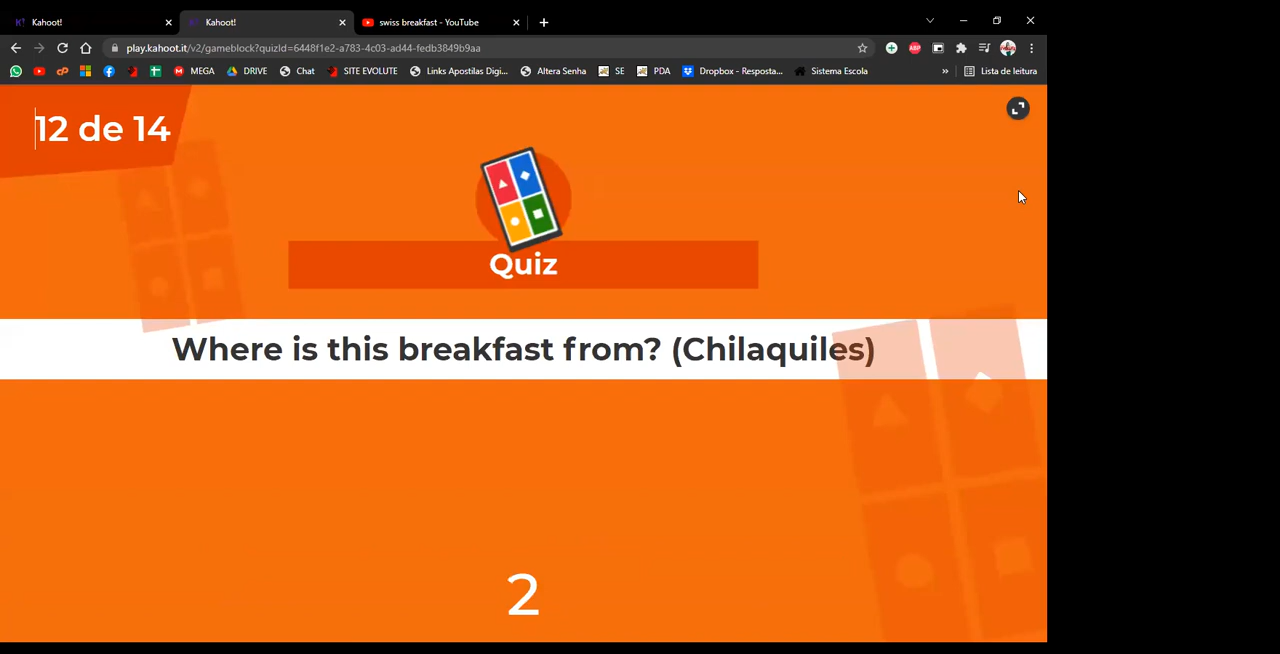 Kahoot!
Kahoot!
swiss breakfast - YouTube
play.kahoot.it/v2/gameblock?quizId=6448f1e2-a783-4c03-ad44-fedb3849b9aa
MEGA
DRIVE
Chat
SITE EVOLUTE
Links Apostilas Digi...
Altera Senha
SE
PDA
Dropbox - Resposta...
Sistema Escola
»
Lista de leitura
12 de 14
Quiz
Where is this breakfast from? (Chilaquiles)
2